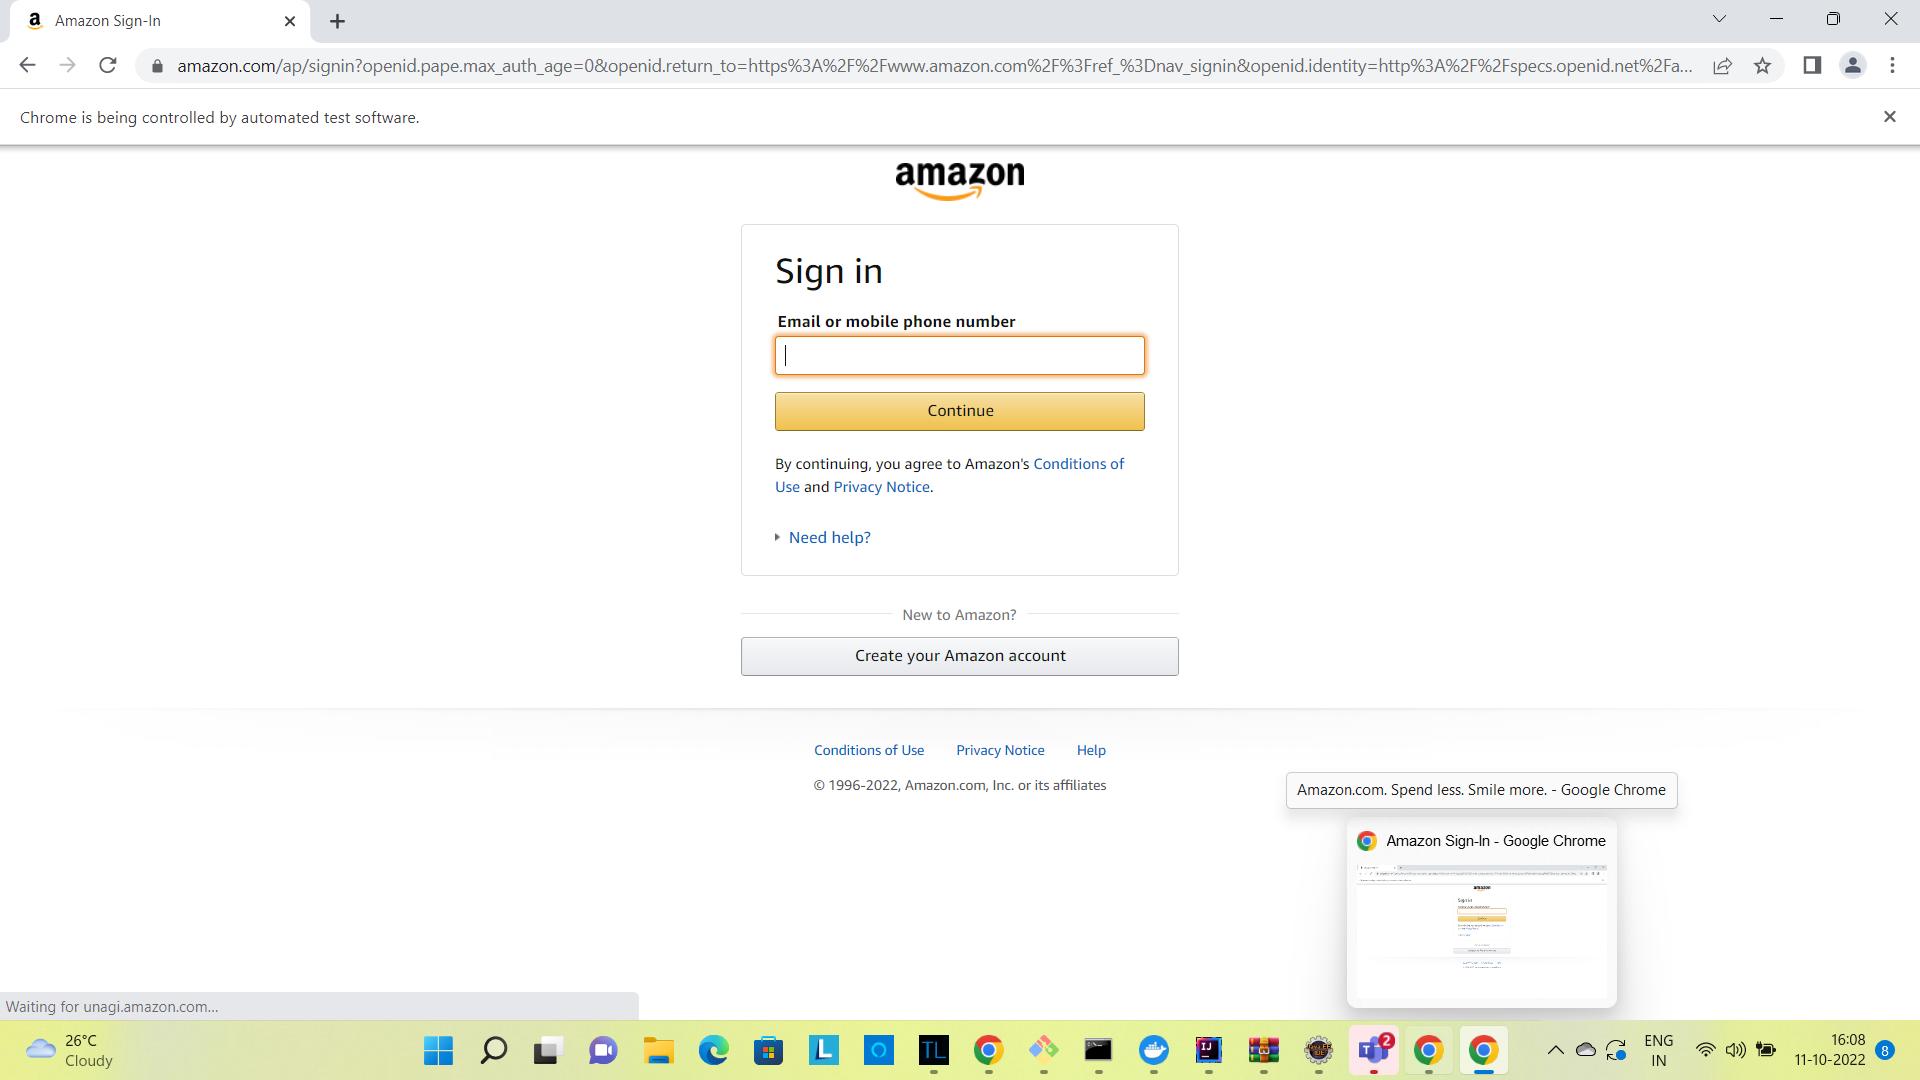 Amazon Sign-In
amazon.com/ap/signin?openid.pape.max_auth_age=0&openid.return_to=https%3A%2F%2Fwww.amazon.com%2F%3Fref_%3Dnav_signin&openid.identity=http%3A%2F%2Fspecs.openid.net%2Fa...
Chrome is being controlled by automated test software.
amazon
Sign in
Email or mobile phone number
Continue
By continuing, you agree to Amazon's Conditions of
Use and Privacy Notice.
Need help?
New to Amazon?
Create your Amazon account
Conditions of Use Privacy Notice Help
© 1996-2022, Amazon.com, Inc. or its affiliates
Amazon.com. Spend less. Smile more. - Google Chrome
Amazon Sign-In - Google Chrome
amazon
Sign in
Waiting for unagi.amazon.com...
26°C
Cloudy
L
TL
IJ
T
2
ENG
IN
16:08
11-10-2022
8